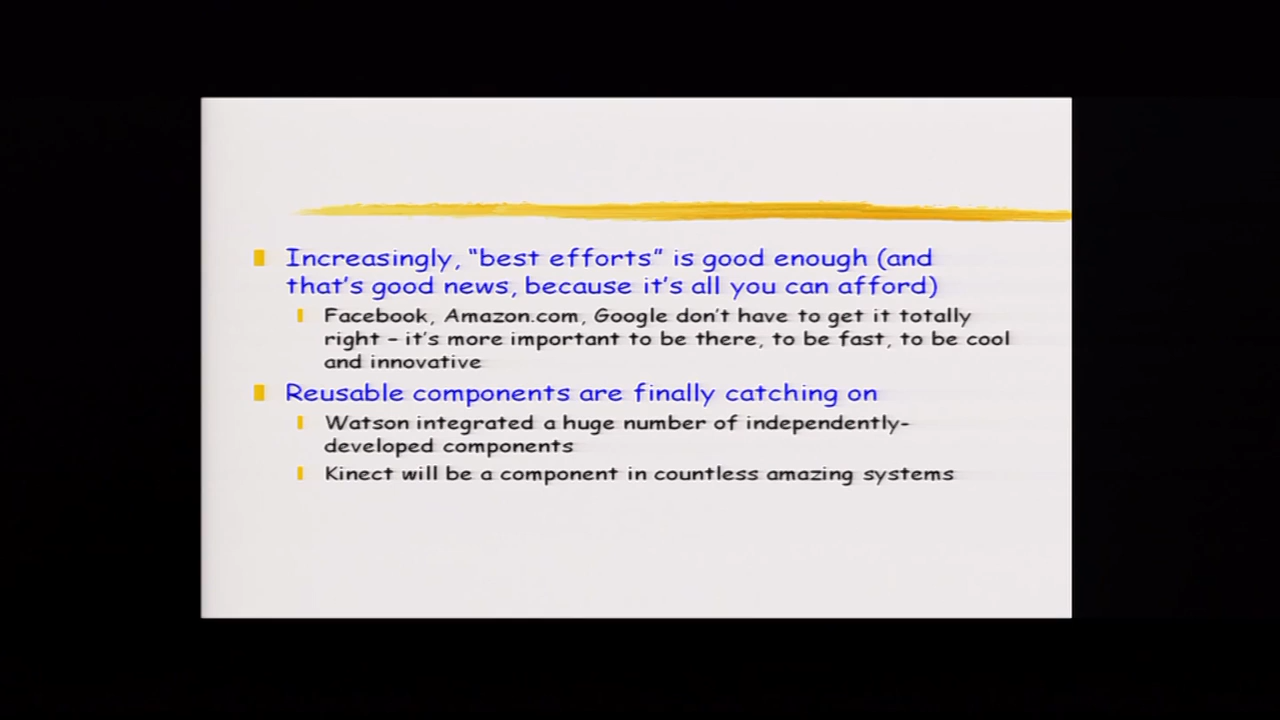 Increasingly, “best efforts” is good enough (and
that’s good news, because it’s all you can afford)
Facebook, Amazon.com, Google don’t have to get it totally
right – it’s more important to be there, to be fast, to be cool
and innovative
Reusable components are finally catching on
Watson integrated a huge number of independently-
developed components
Kinect will be a component in countless amazing systems